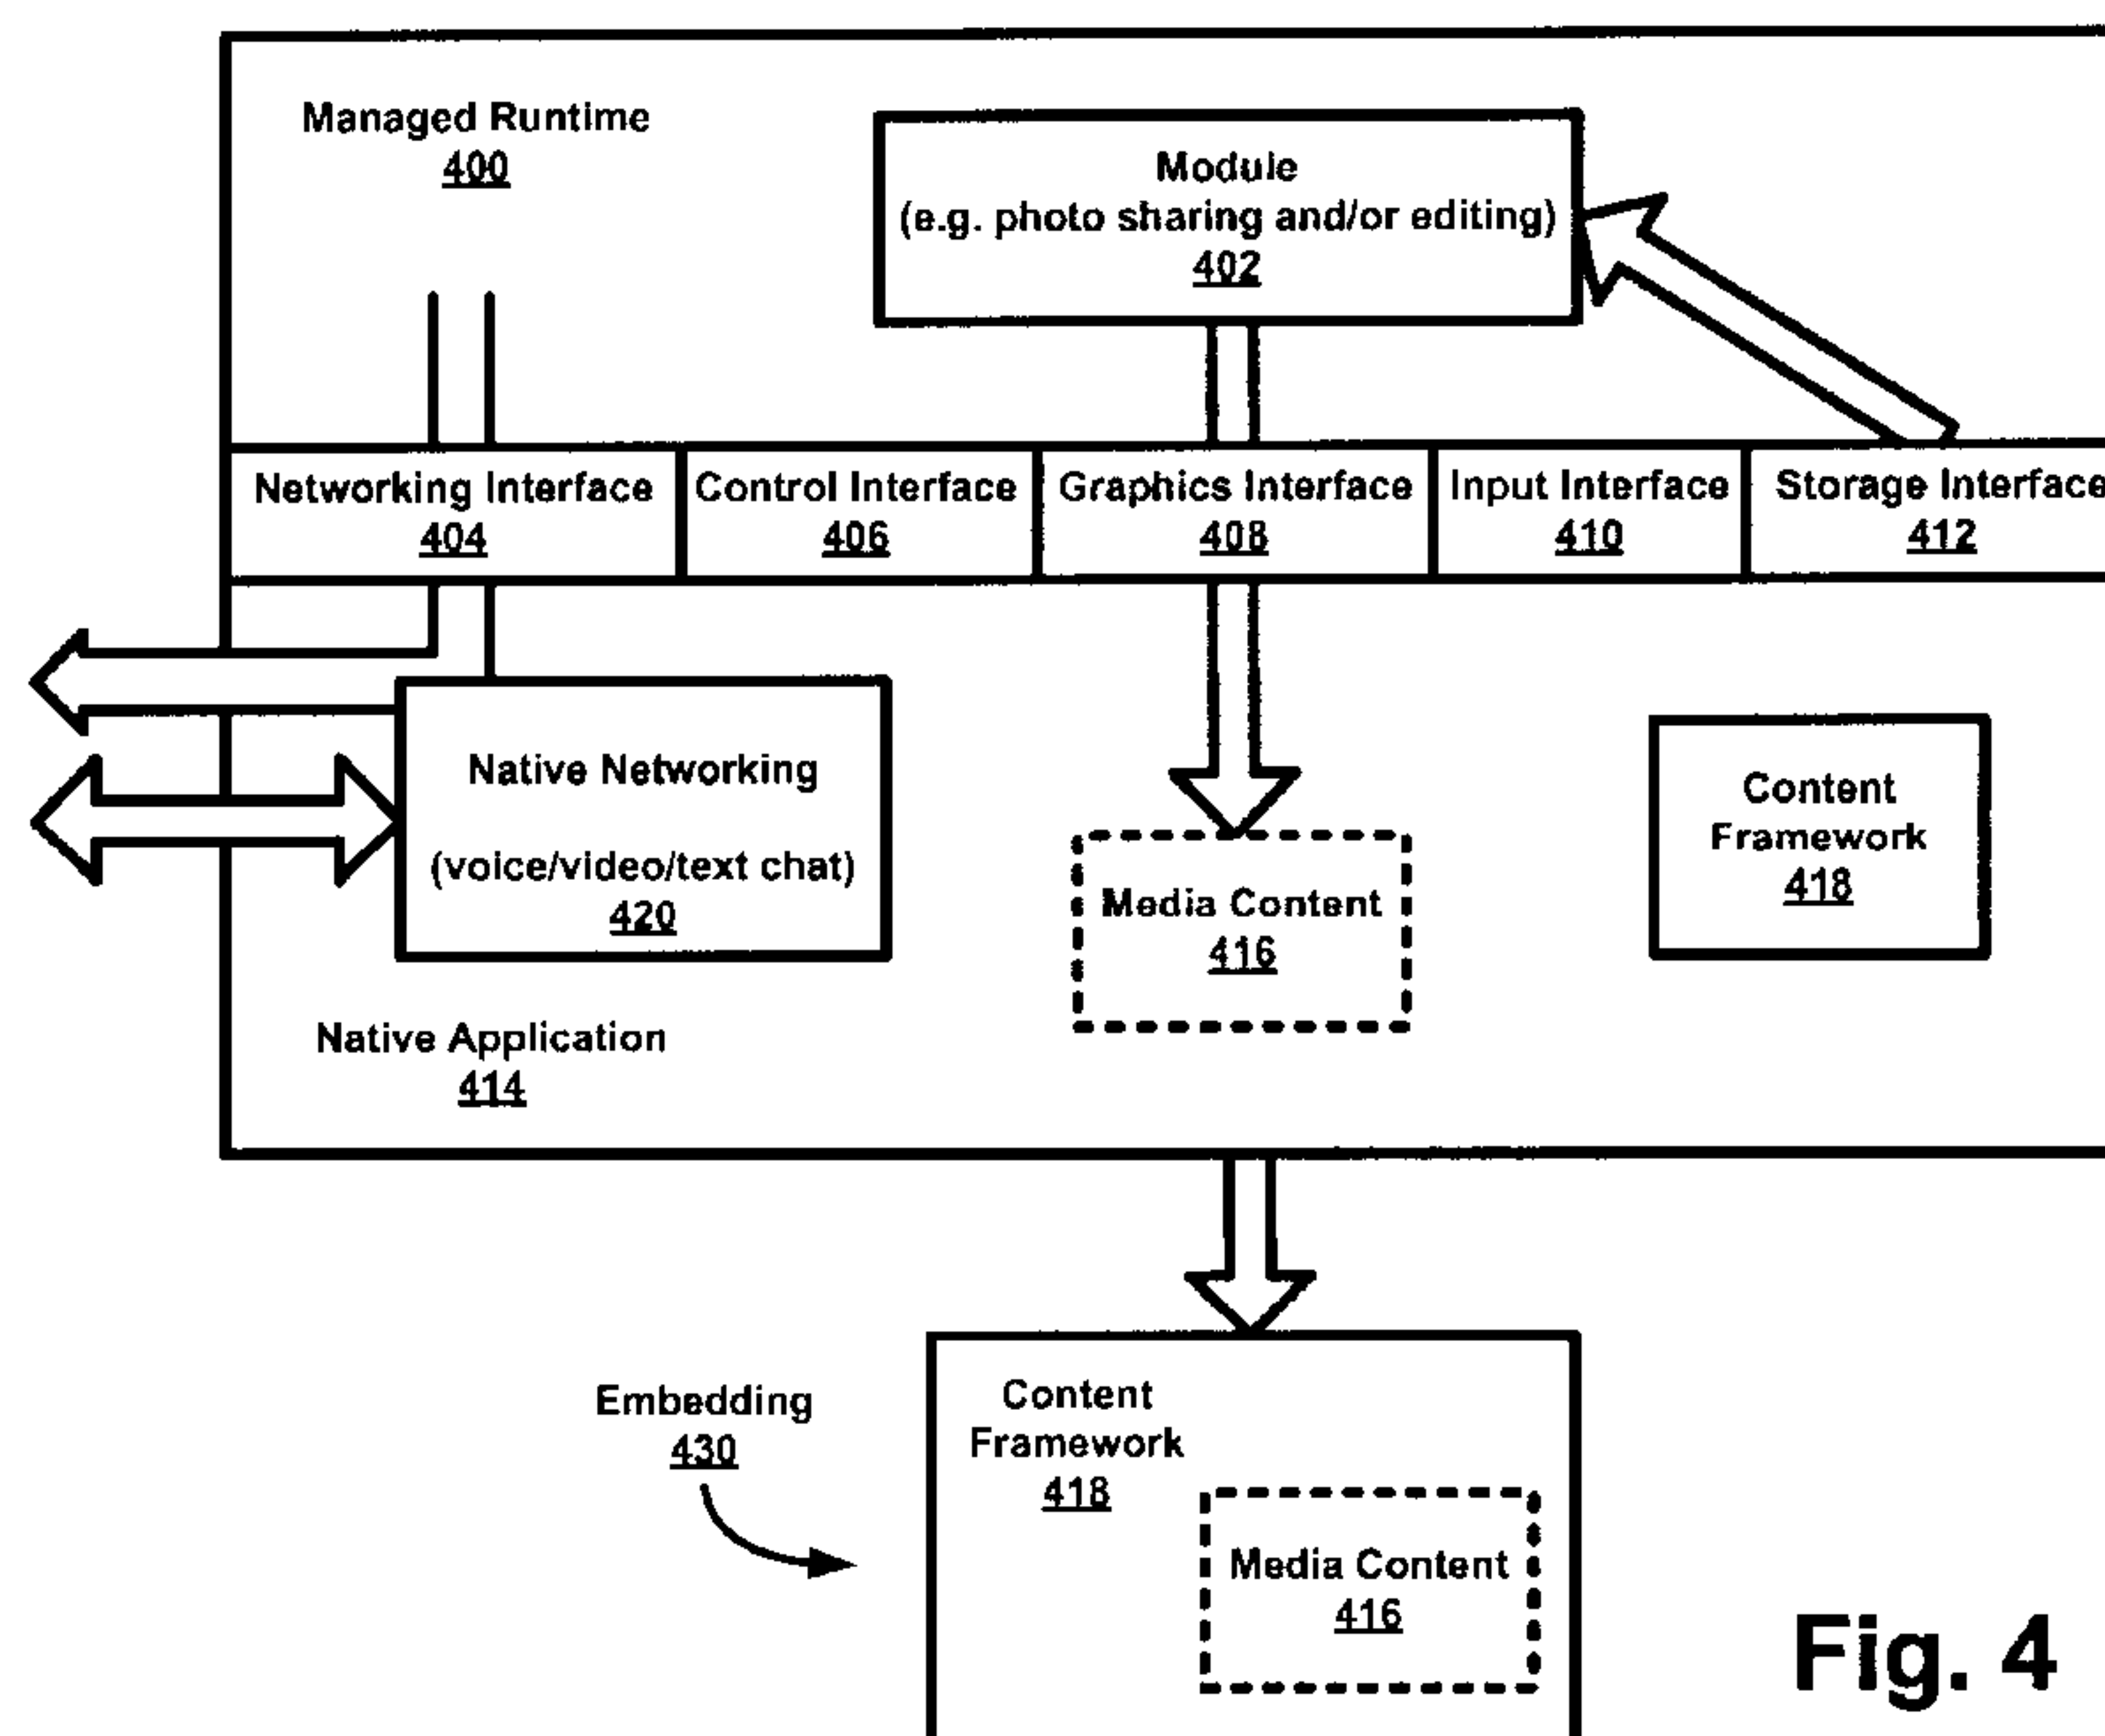 Managed Runtime
400
Module
(e.g. photo sharing and/or editing)
402
Networking Interface
404
Control Interface
406
Graphics Interface
408
Input Interface
410
Storage Interface
412
Native Networking
(voice/video/text chat)
420
Media Content
416
Content
Framework
418
Native Application
414
Embedding
430
Content
Framework
418
Media Content
416
Fig. 4